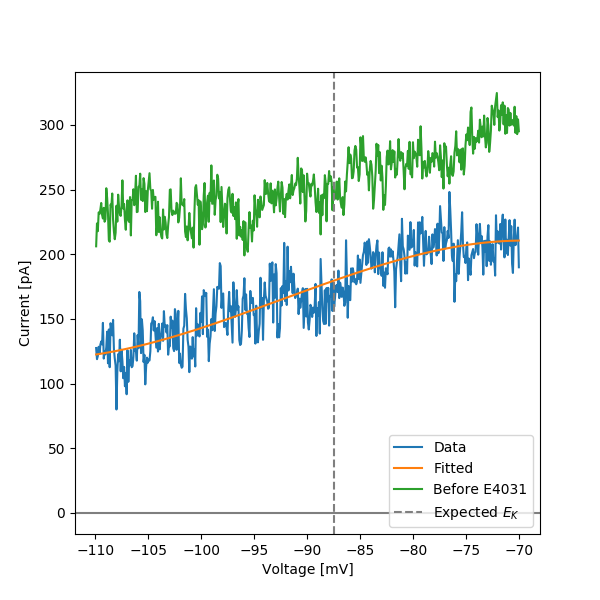 300
250
200
150
100
50
0
Current [pA]
Data
Fitted
Before E4031
Expected E_K
−110
−105
−100
−95
−90
−85
−80
−75
−70
Voltage [mV]